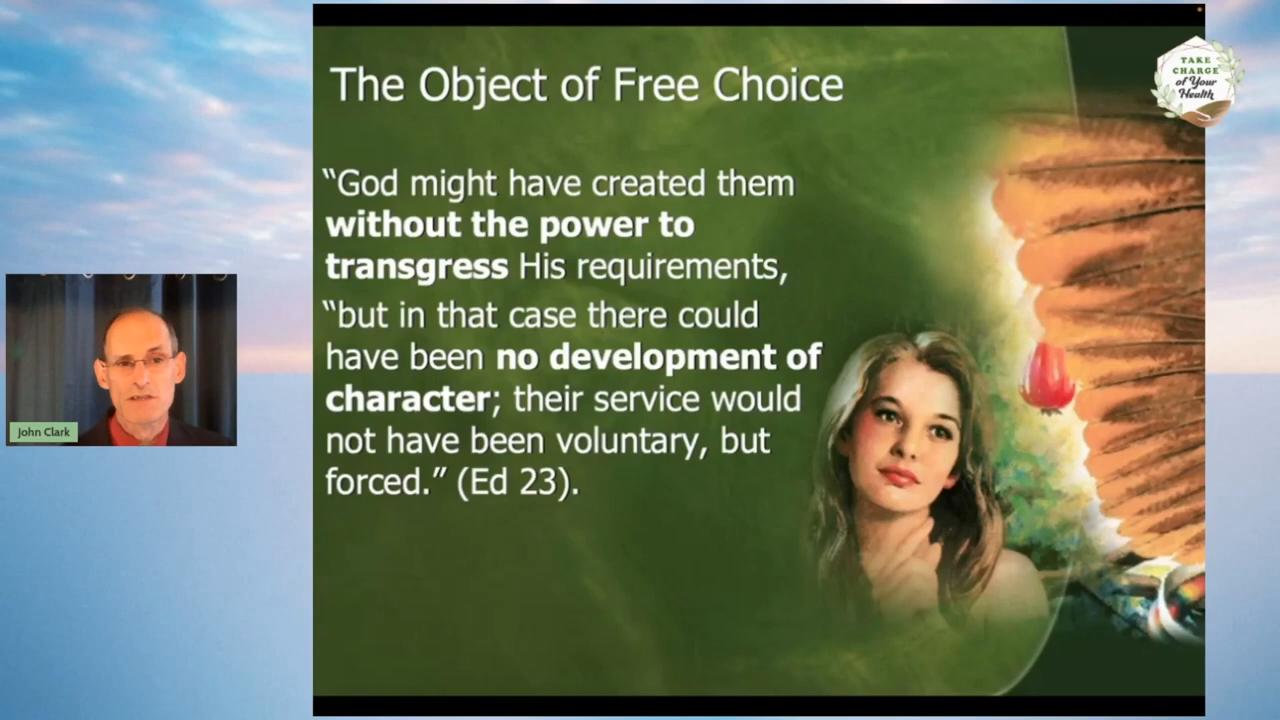 The Object of Free Choice
“God might have created them
without the power to
transgress His requirements,
“but in that case there could
have been no development of
character; their service would
not have been voluntary, but
forced.” (Ed 23).
TAKE
CHARGE
of Your
Health
John Clark